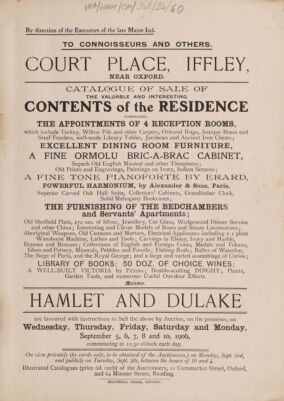 WA/HUM/CM/
By direction of the Executors of the late Major Ind.
TO CONNOISSEURS AND OTHERS.
COURT PLACE, IFFLEY,
NEAR OXFORD.
CATALOGUE OF SALE OF
THE VALUABLE AND INTERESTING
CONTENTS of the RESIDENCE
COMPRISING
THE APPOINTMENTS OF 4 RECEPTION ROOMS,
which include Turkey, Wilton Pile and other Carpets, Oriental Rugs, Antique Brass and
Steel Fenders, well-made Library Tables, Jacobean and Ancient Iron Chests;
EXCELLENT DINING ROOM FURNITURE,
A FINE ORMOLU BRIC-A-BRAC CABINET,
Superb Old English Musical and other Timepieces;
Old Prints and Engravings, Paintings on Ivory, Indian Screens;
A FINE TONE PIANOFORTE BY ERARD,
POWERFUL HARMONIUM, by Alexander & Sons, Paris,
Superior Carved Oak Hall Suite, Collectors' Cabinets, Grandfather Clock,
Solid Mahogany Bookcases;
THE FURNISHING OF THE BEDCHAMBERS
and Servants' Apartments;
Old Sheffield Plate, 170 ozs. of Silver, Jewellery, Cut Glass, Wedgwood Dinner Service
and other China; Interesting and Clever Models of Boats and Steam Locomotives;
Aboriginal Weapons, Old Cannons and Mortars, Electrical Appliances including a
Wimshurst Machine, Lathes and Tools; Carvings in Ebony, Ivory and Marble,
Brasses and Bronzes; Collections of English and Foreign Coins, Medals and Tokens,
Glass and Pottery, Minerals, Fossils and Pistols; Fishing Rods, Relics of Waterloo,
The Siege of Paris, and the Royal George; and a large and varied assemblage of Curios;
LIBRARY OF BOOKS; 50 DOZ. OF CHOICE WINES;
A WELL-BUILT VICTORIA by Double-sculling DINGHY; Plants,
Garden Tools, and numerous Useful Out-door Effects.
Messrs.
HAMLET AND DULAKE
are favoured with instructions to Sell the above by Auction, on the premises, on
Wednesday, Thursday, Friday, Saturday and Monday,
September 5, 6, 7, 8 and 10, 1906,
commencing at 10.30 o'clock each day.
On view privately (by cards only, to be obtained of the Auctioneers,) on Monday, Sept. 3rd,
and publicly on Tuesday, Sept. 4th, between the hours of 10 and 4.
Illustrated Catalogues (price 6d. each) of the Auctioneers, 11 Cornmarket Street, Oxford,
and 64 Minster Street, Reading.
HOLYWELL PRESS, OXFORD.